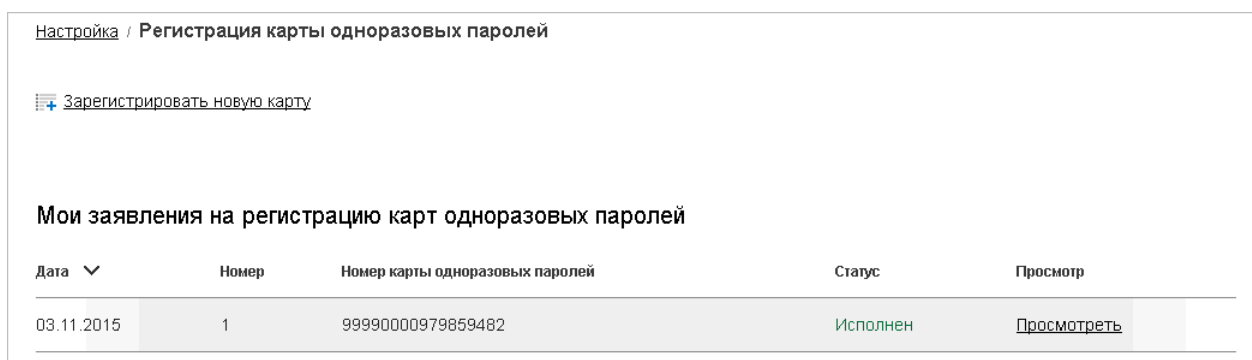 Настройка / Регистрация карты одноразовых паролей
Зарегистрировать новую карту
Мои заявления на регистрацию карт одноразовых паролей
Дата Номер Номер карты одноразовых паролей Статус Просмотр
03.11.2015 1 99990000979859482 Исполнен Просмотреть